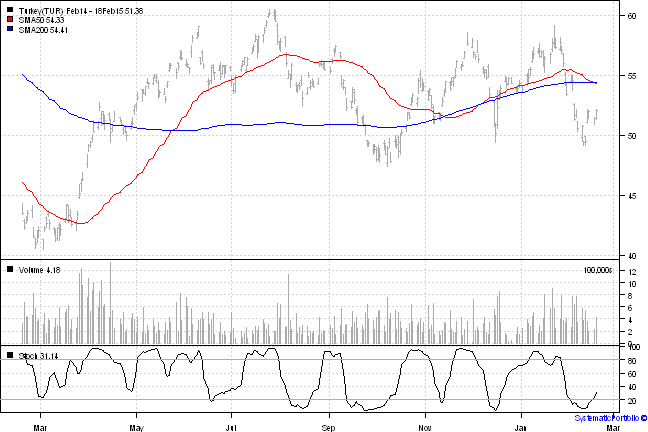 Turkey(TUR) Feb14 - 18Feb15 51.38
SMA50 54.33
SMA200 54.41
60
55
50
45
40
Volume 4.18
100,000s
12
10
8
6
4
2
0
Stoch 31.14
100
80
60
40
20
Mar May Jul Sep Nov Jan Mar
SystematicPortfolio ©